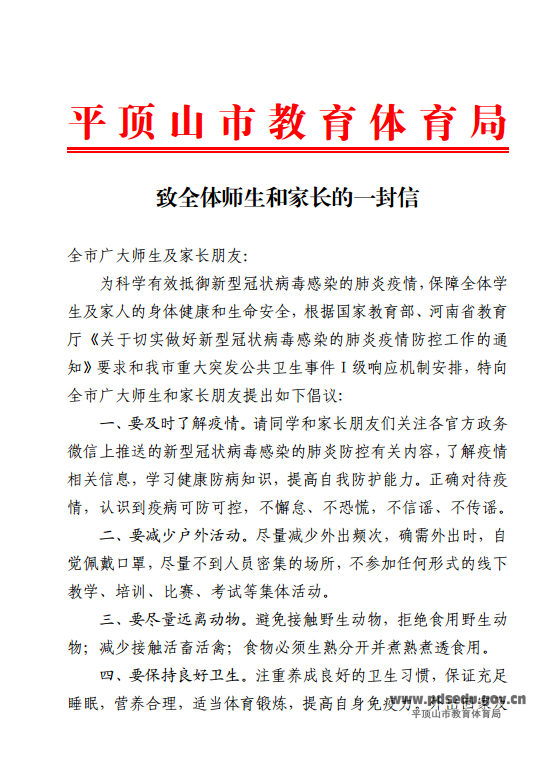 平顶山市教育体育局
致全体师生和家长的一封信
全市广大师生及家长朋友：
为科学有效抵御新型冠状病毒感染的肺炎疫情，保障全体学
生及家人的身体健康和生命安全，根据国家教育部、河南省教育
厅《关于切实做好新型冠状病毒感染的肺炎疫情防控工作的通
知》要求和我市重大突发公共卫生事件Ⅰ级响应机制安排，特向
全市广大师生和家长朋友提出如下倡议：
一、要及时了解疫情。请同学和家长朋友们关注各官方政务
微信上推送的新型冠状病毒感染的肺炎防控有关内容，了解疫情
相关信息，学习健康防病知识，提高自我防护能力。正确对待疫
情，认识到疫病可防可控，不懈怠、不恐慌，不信谣、不传谣。
二、要减少户外活动。尽量减少外出频次，确需外出时，自
觉佩戴口罩，尽量不到人员密集的场所，不参加任何形式的线下
教学、培训、比赛、考试等集体活动。
三、要尽量远离动物。避免接触野生动物，拒绝食用野生动
物；减少接触活畜活禽；食物必须生熟分开并煮熟煮透食用。
四、要保持良好卫生。注重养成良好的卫生习惯，保证充足
睡眠，营养合理，适当体育锻炼，提高自身免疫力。外出回家及
www.pdsedu.gov.cn
平顶山市教育体育局